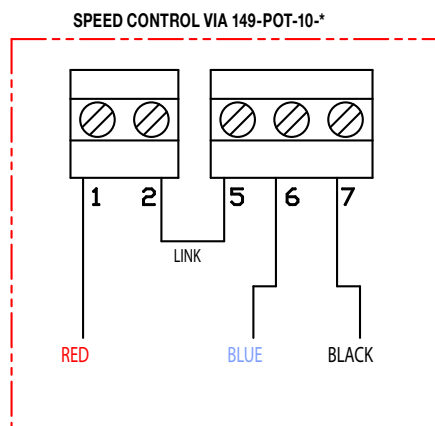 SPEED CONTROL VIA 149-POT-10-*
1 2 5 6 7
LINK
RED BLUE BLACK